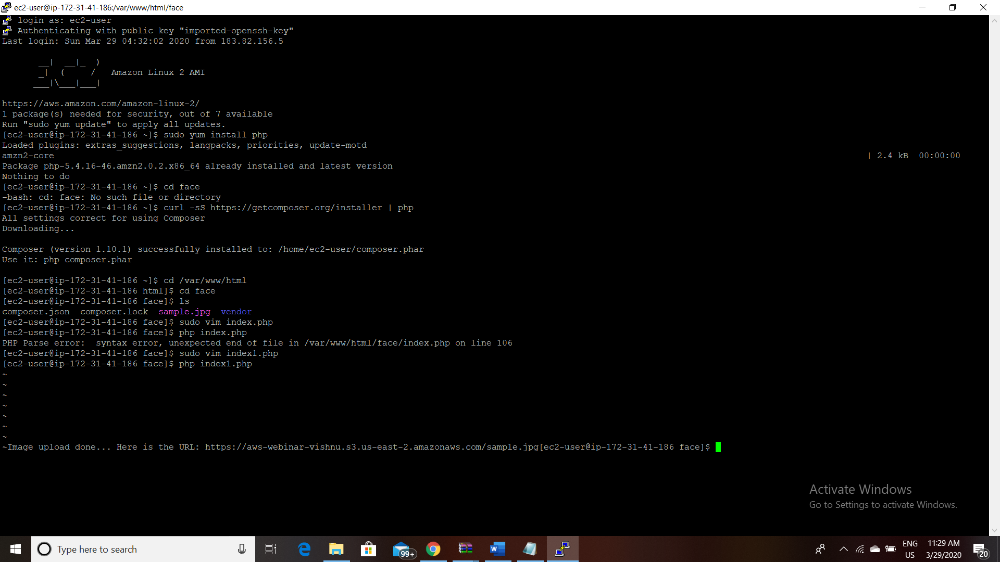 ec2-user@ip-172-31-41-186:/var/www/html/face
login as: ec2-user
Authenticating with public key "imported-openssh-key"
Last login: Sun Mar 29 04:32:02 2020 from 183.82.156.5
__|  __|_  )
_|  (     /   Amazon Linux 2 AMI
___|\___|___|
https://aws.amazon.com/amazon-linux-2/
1 package(s) needed for security, out of 7 available
Run "sudo yum update" to apply all updates.
[ec2-user@ip-172-31-41-186 ~]$ sudo yum install php
Loaded plugins: extras_suggestions, langpacks, priorities, update-motd
amzn2-core | 2.4 kB  00:00:00
Package php-5.4.16-46.amzn2.0.2.x86_64 already installed and latest version
Nothing to do
[ec2-user@ip-172-31-41-186 ~]$ cd face
-bash: cd: face: No such file or directory
[ec2-user@ip-172-31-41-186 ~]$ curl -sS https://getcomposer.org/installer | php
All settings correct for using Composer
Downloading...
Composer (version 1.10.1) successfully installed to: /home/ec2-user/composer.phar
Use it: php composer.phar
[ec2-user@ip-172-31-41-186 ~]$ cd /var/www/html
[ec2-user@ip-172-31-41-186 html]$ cd face
[ec2-user@ip-172-31-41-186 face]$ ls
composer.json  composer.lock  sample.jpg  vendor
[ec2-user@ip-172-31-41-186 face]$ sudo vim index.php
[ec2-user@ip-172-31-41-186 face]$ php index.php
PHP Parse error:  syntax error, unexpected end of file in /var/www/html/face/index.php on line 106
[ec2-user@ip-172-31-41-186 face]$ sudo vim index1.php
[ec2-user@ip-172-31-41-186 face]$ php index1.php
~
~
~
~
~
~
~
~Image upload done... Here is the URL: https://aws-webinar-vishnu.s3.us-east-2.amazonaws.com/sample.jpg[ec2-user@ip-172-31-41-186 face]$
Activate Windows
Go to Settings to activate Windows.
Type here to search
99+
W
ENG
US
11:29 AM
3/29/2020
20